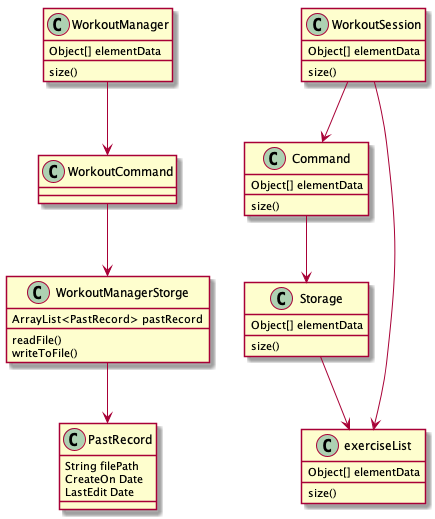 C WorkoutManager
Object[] elementData
size()
C WorkoutCommand
C WorkoutManagerStorge
ArrayList<PastRecord> pastRecord
readFile()
writeToFile()
C PastRecord
String filePath
CreateOn Date
LastEdit Date
C WorkoutSession
Object[] elementData
size()
C Command
Object[] elementData
size()
C Storage
Object[] elementData
size()
C exerciseList
Object[] elementData
size()